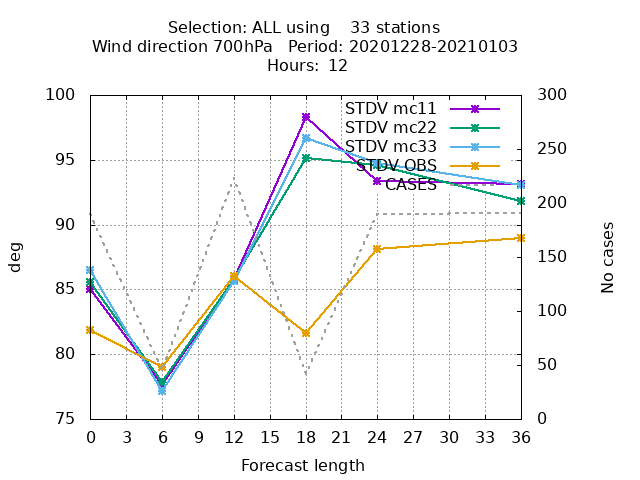 Selection: ALL using    33 stations
Wind direction 700hPa   Period: 20201228-20210103
Hours: 12
100
95
90
85
80
75
300
250
200
150
100
50
0
deg
No cases
STDV mc11
STDV mc22
STDV mc33
STDV OBS
CASES
0 3 6 9 12 15 18 21 24 27 30 33 36
Forecast length